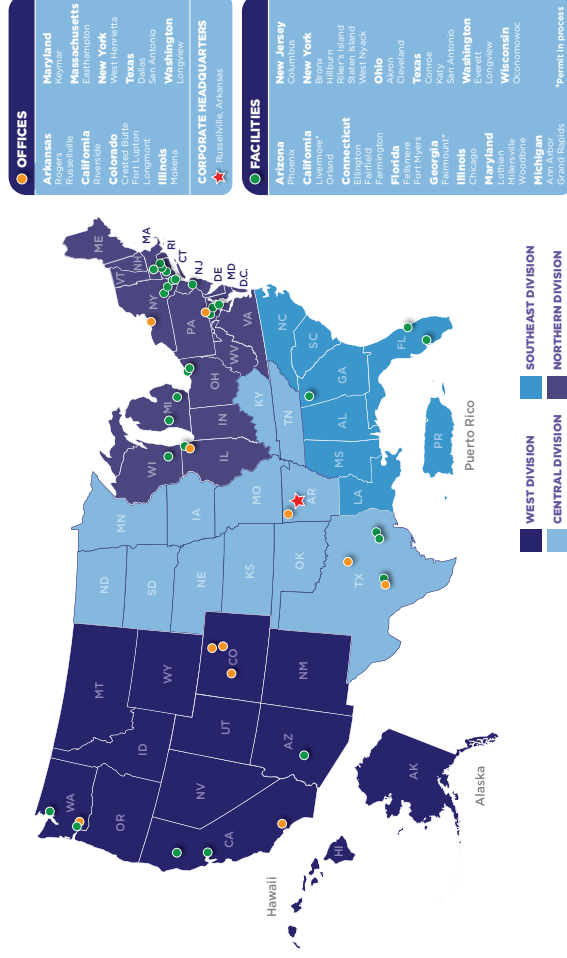 OFFICES
Arkansas
Rogers
Russellville
California
Riverside
Colorado
Crested Butte
Fort Lupton
Longmont
Illinois
Mokena
Maryland
Keymar
Massachusetts
Easthampton
New York
West Henrietta
Texas
Dallas
San Antonio
Washington
Longview
CORPORATE HEADQUARTERS
Russellville, Arkansas
FACILITIES
Arizona
Phoenix
California
Livermore*
Orland
Connecticut
Ellington
Fairfield
Farmington
Florida
Fellsmere
Fort Myers
Georgia
Fairmount*
Illinois
Chicago
Maryland
Lothian
Millersville
Woodbine
Michigan
Ann Arbor
Grand Rapids
New Jersey
Columbus
New York
Bronx
Hillburn
Riker's Island
Staten Island
West Nyack
Ohio
Akron
Cleveland
Texas
Conroe
Katy
San Antonio
Washington
Everett
Longview
Wisconsin
Oconomowoc
*Permit in process
WA
OR
CA
NV
ID
MT
WY
UT
AZ
CO
NM
ND
SD
NE
KS
OK
TX
MN
IA
MO
AR
LA
WI
IL
MI
IN
OH
KY
TN
MS
AL
GA
FL
SC
NC
VA
WV
PA
NY
VT
NH
ME
MA
RI
CT
NJ
DE
MD
D.C.
HI
Hawaii
AK
Alaska
PR
Puerto Rico
WEST DIVISION
CENTRAL DIVISION
SOUTHEAST DIVISION
NORTHERN DIVISION